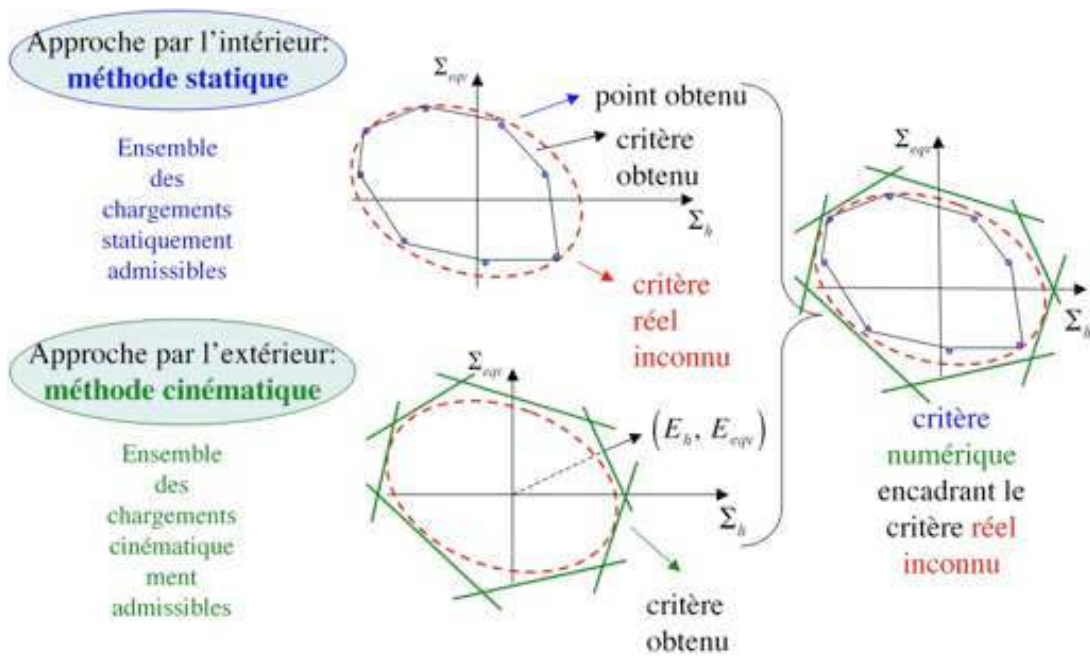 Approche par l'intérieur:
méthode statique
Ensemble
des
chargements
statiquement
admissibles
Σeqv
point obtenu
critère
obtenu
Σh
critère
réel
inconnu
Approche par l'extérieur:
méthode cinématique
Ensemble
des
chargements
cinématique
ment
admissibles
Σeqv
(Eh, Eeqv)
Σh
critère
obtenu
Σeqv
Σh
critère
numérique
encadrant le
critère réel
inconnu